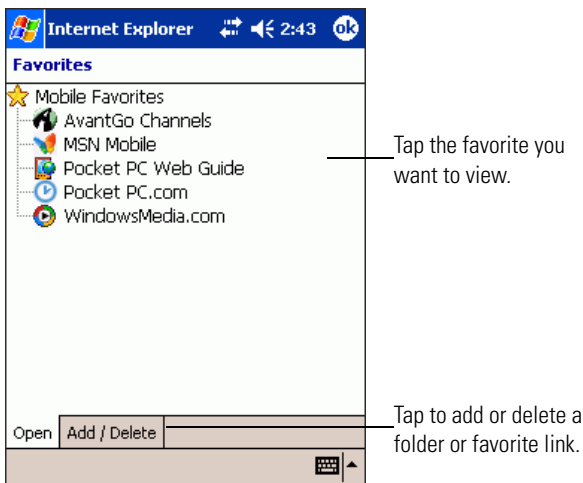 Internet Explorer 2:43 ok
Favorites
Mobile Favorites
AvantGo Channels
MSN Mobile
Pocket PC Web Guide
Pocket PC.com
WindowsMedia.com
Tap the favorite you
want to view.
Open Add / Delete
Tap to add or delete a
folder or favorite link.